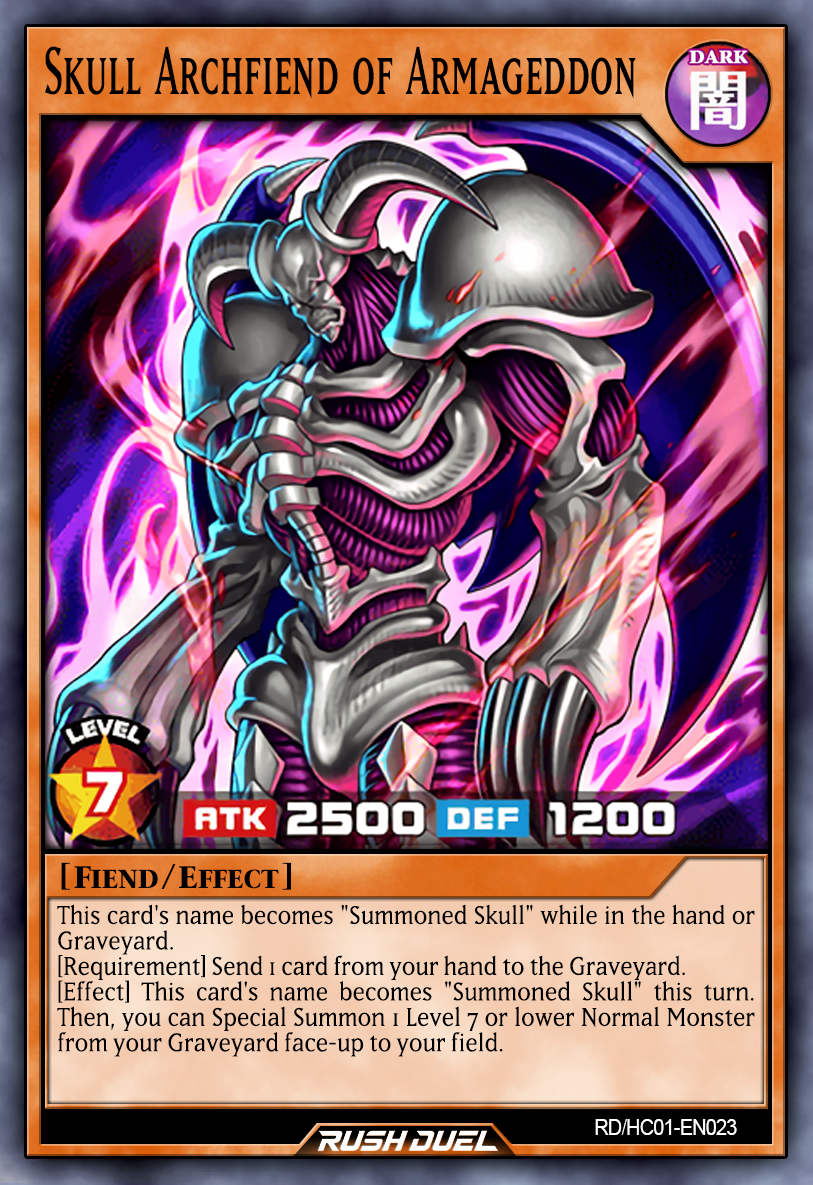 Skull Archfiend of Armageddon
DARK
闇
LEVEL
7
ATK 2500 DEF 1200
[Fiend/Effect]
This card's name becomes "Summoned Skull" while in the hand or
Graveyard.
[Requirement] Send 1 card from your hand to the Graveyard.
[Effect] This card's name becomes "Summoned Skull" this turn.
Then, you can Special Summon 1 Level 7 or lower Normal Monster
from your Graveyard face-up to your field.
RD/HC01-EN023
RUSH DUEL